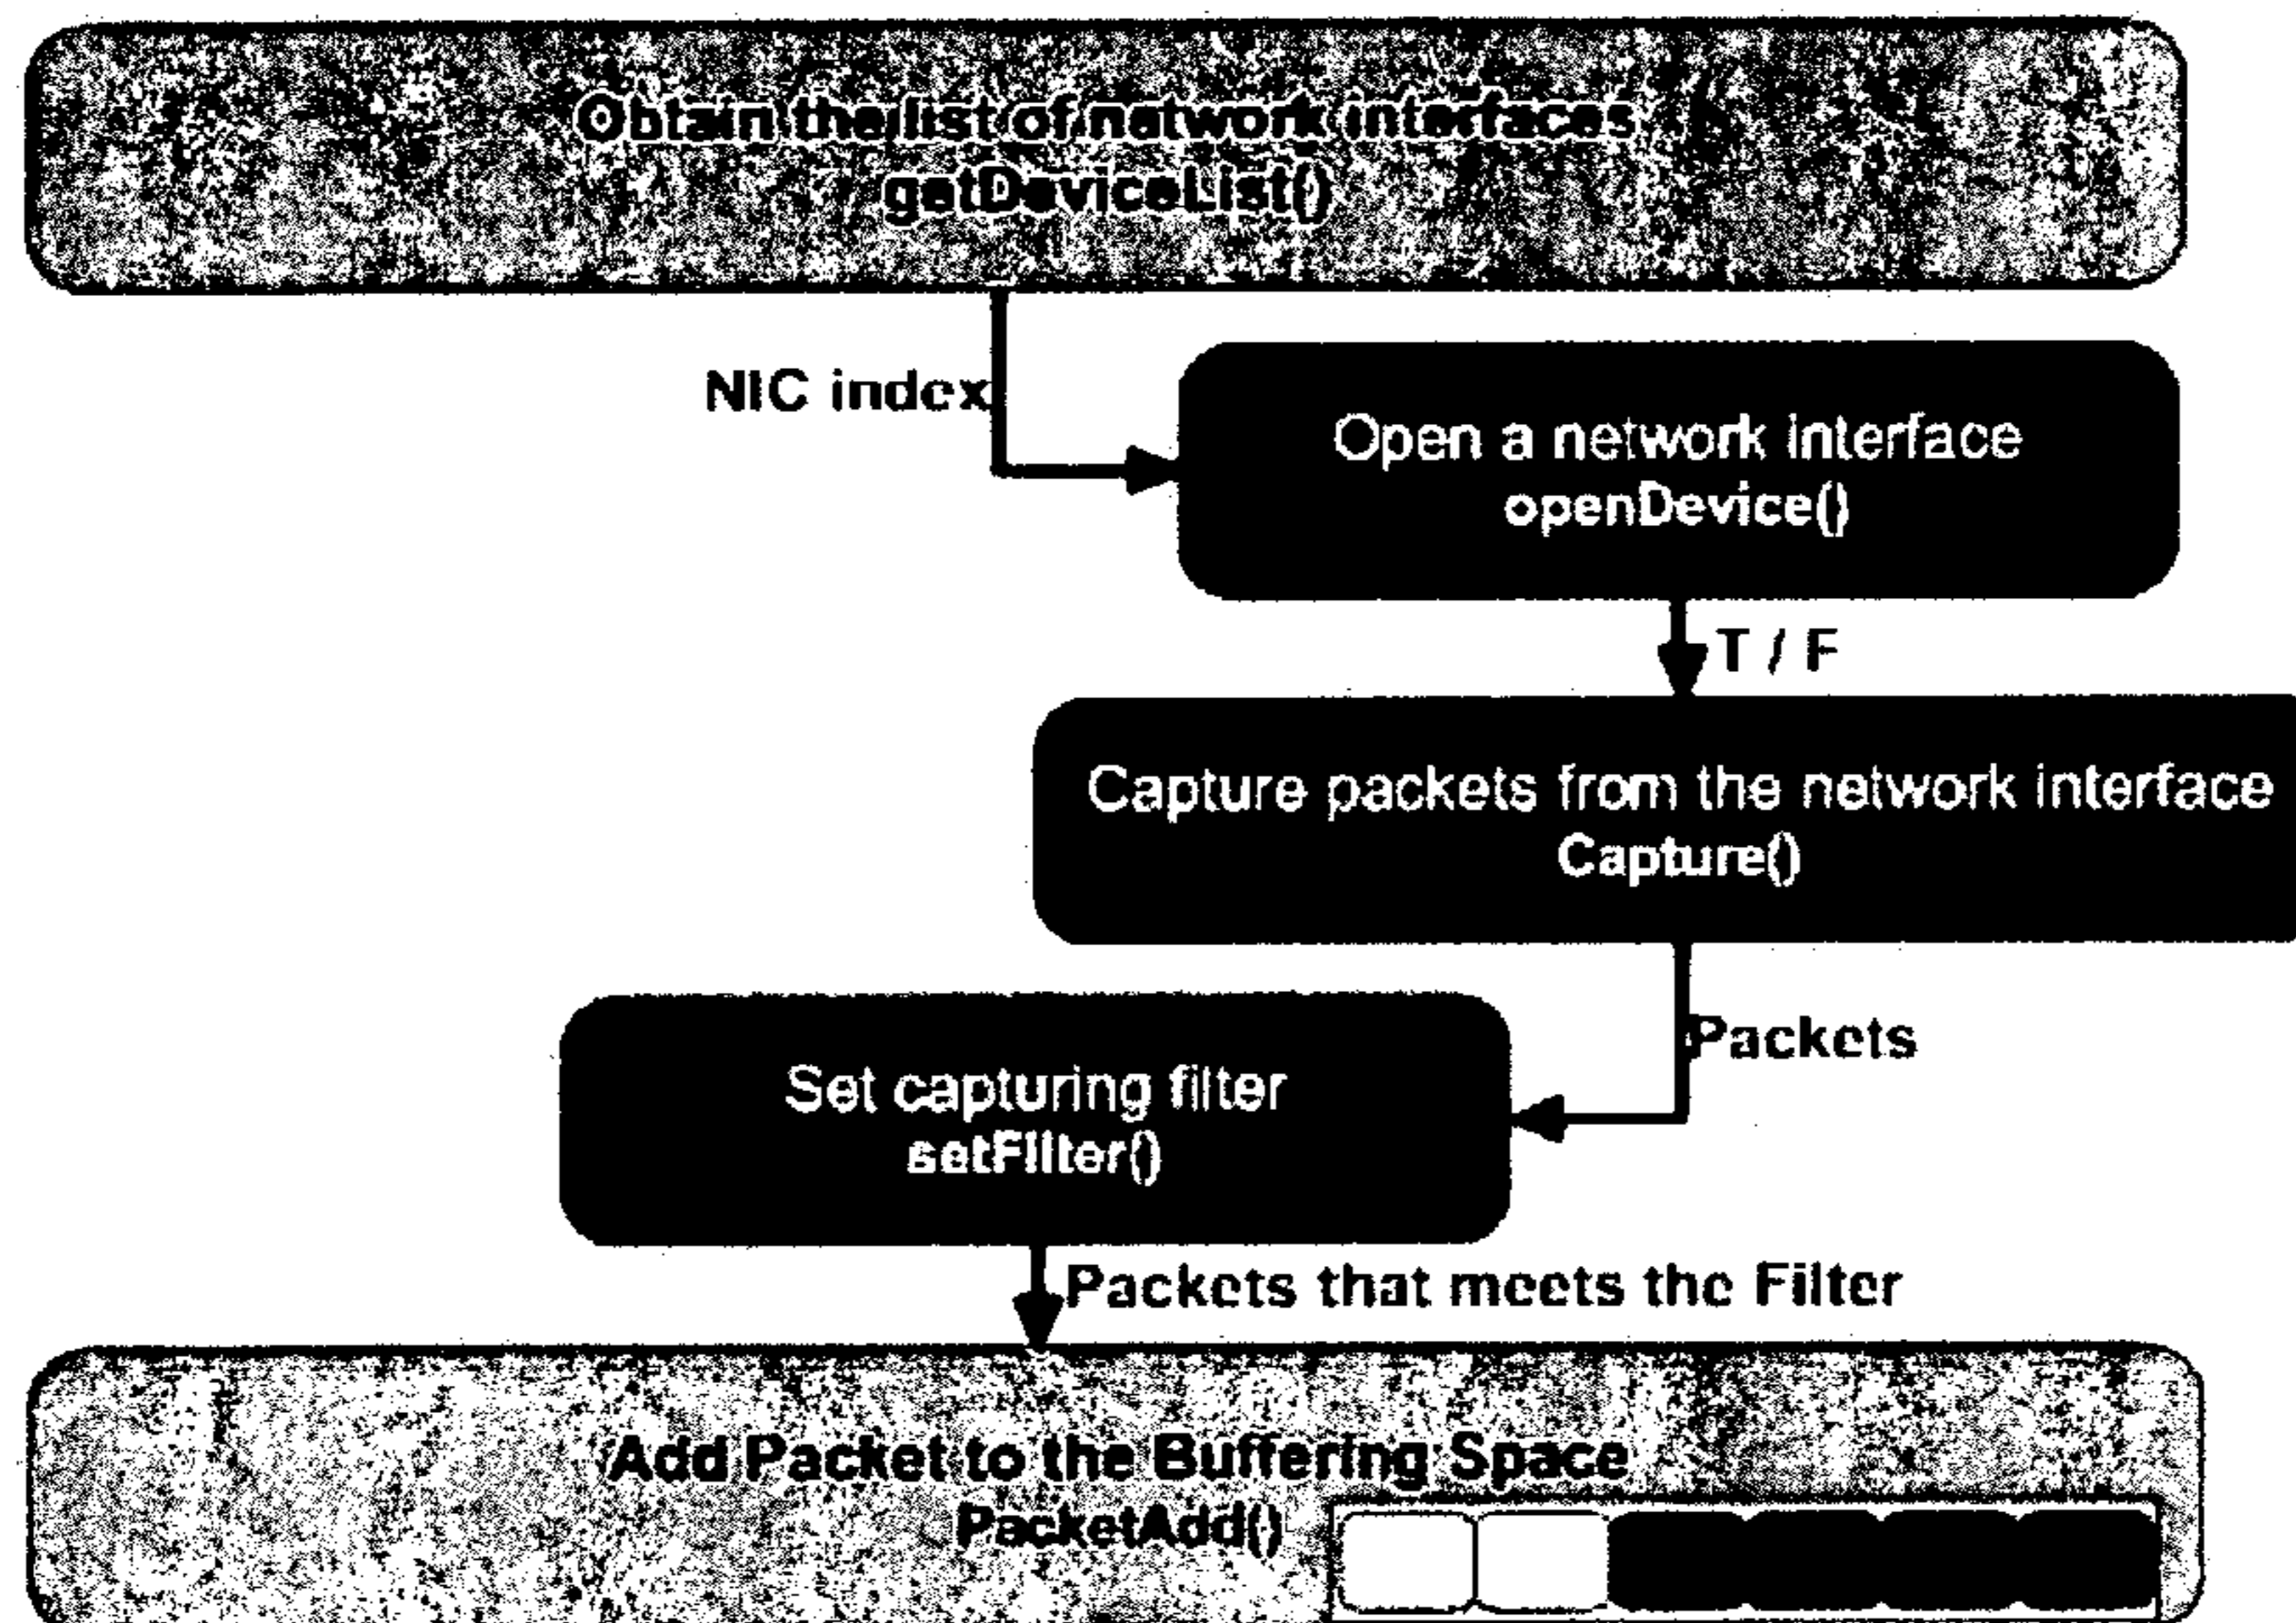 Obtain the list of network interfaces
getDeviceList()
NIC index
Open a network interface
openDevice()
T / F
Capture packets from the network interface
Capture()
Packets
Set capturing filter
setFilter()
Packets that meets the Filter
Add Packet to the Buffering Space
PacketAdd()